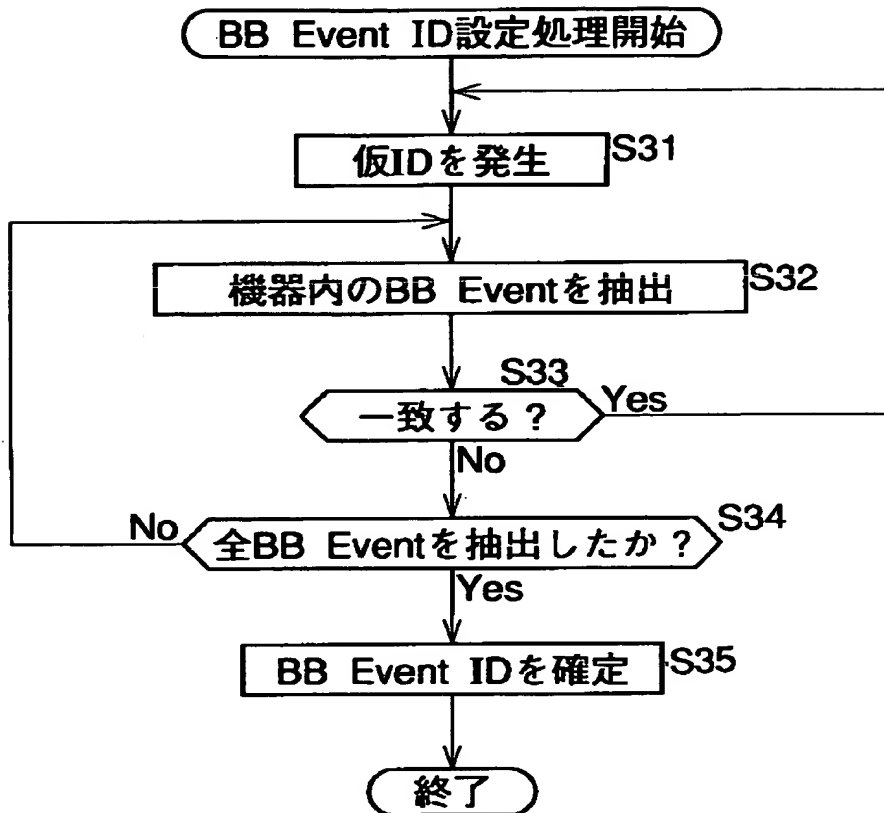 BB Event ID設定処理開始
仮IDを発生
S31
機器内のBB Eventを抽出
S32
S33
一致する?
Yes
No
S34
No
全BB Eventを抽出したか?
Yes
BB Event IDを確定
S35
終了